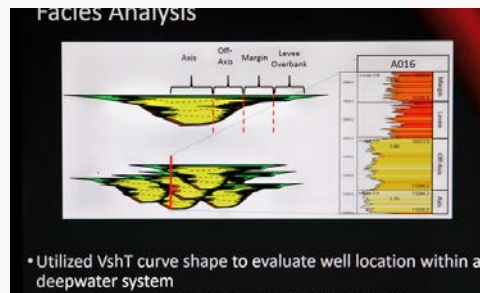 Facies Analysis
Axis
Off-
Axis
Margin
Levee
Overbank
A016
Margin
Levee
Off-Axis
Axis
• Utilized VshT curve shape to evaluate well location within a
deepwater system